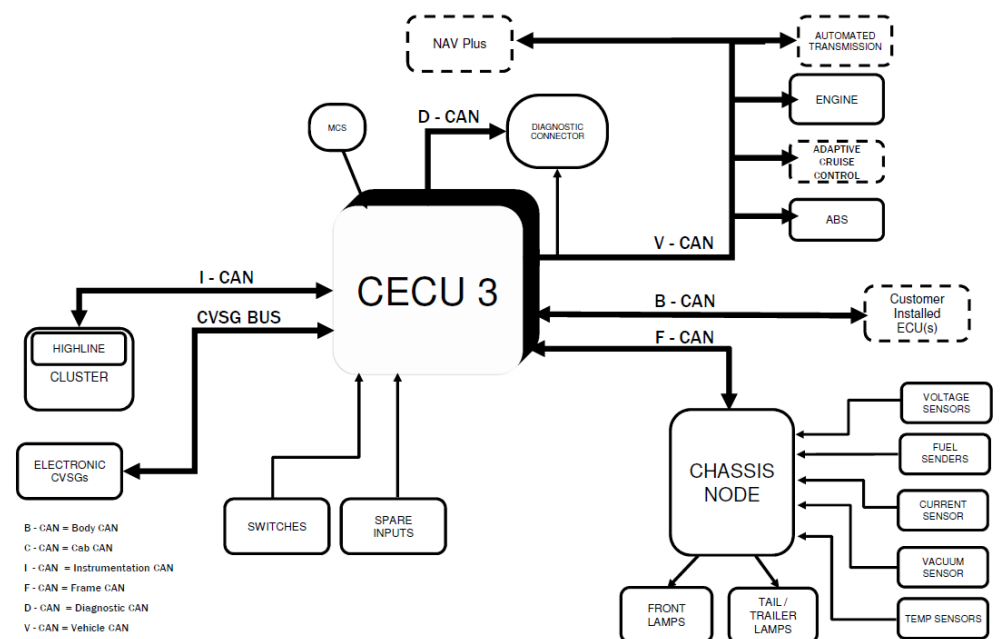 NAV Plus
AUTOMATED
TRANSMISSION
ENGINE
MCS
D - CAN
DIAGNOSTIC
CONNECTOR
ADAPTIVE
CRUISE
CONTROL
ABS
V - CAN
I - CAN
CECU 3
B - CAN
Customer
Installed
ECU(s)
CVSG BUS
F - CAN
HIGHLINE
CLUSTER
VOLTAGE
SENSORS
FUEL
SENDERS
CHASSIS
NODE
ELECTRONIC
CVSGs
CURRENT
SENSOR
SWITCHES
SPARE
INPUTS
VACUUM
SENSOR
FRONT
LAMPS
TAIL /
TRAILER
LAMPS
TEMP SENSORS
B - CAN = Body CAN
C - CAN = Cab CAN
I - CAN = Instrumentation CAN
F - CAN = Frame CAN
D - CAN = Diagnostic CAN
V - CAN = Vehicle CAN